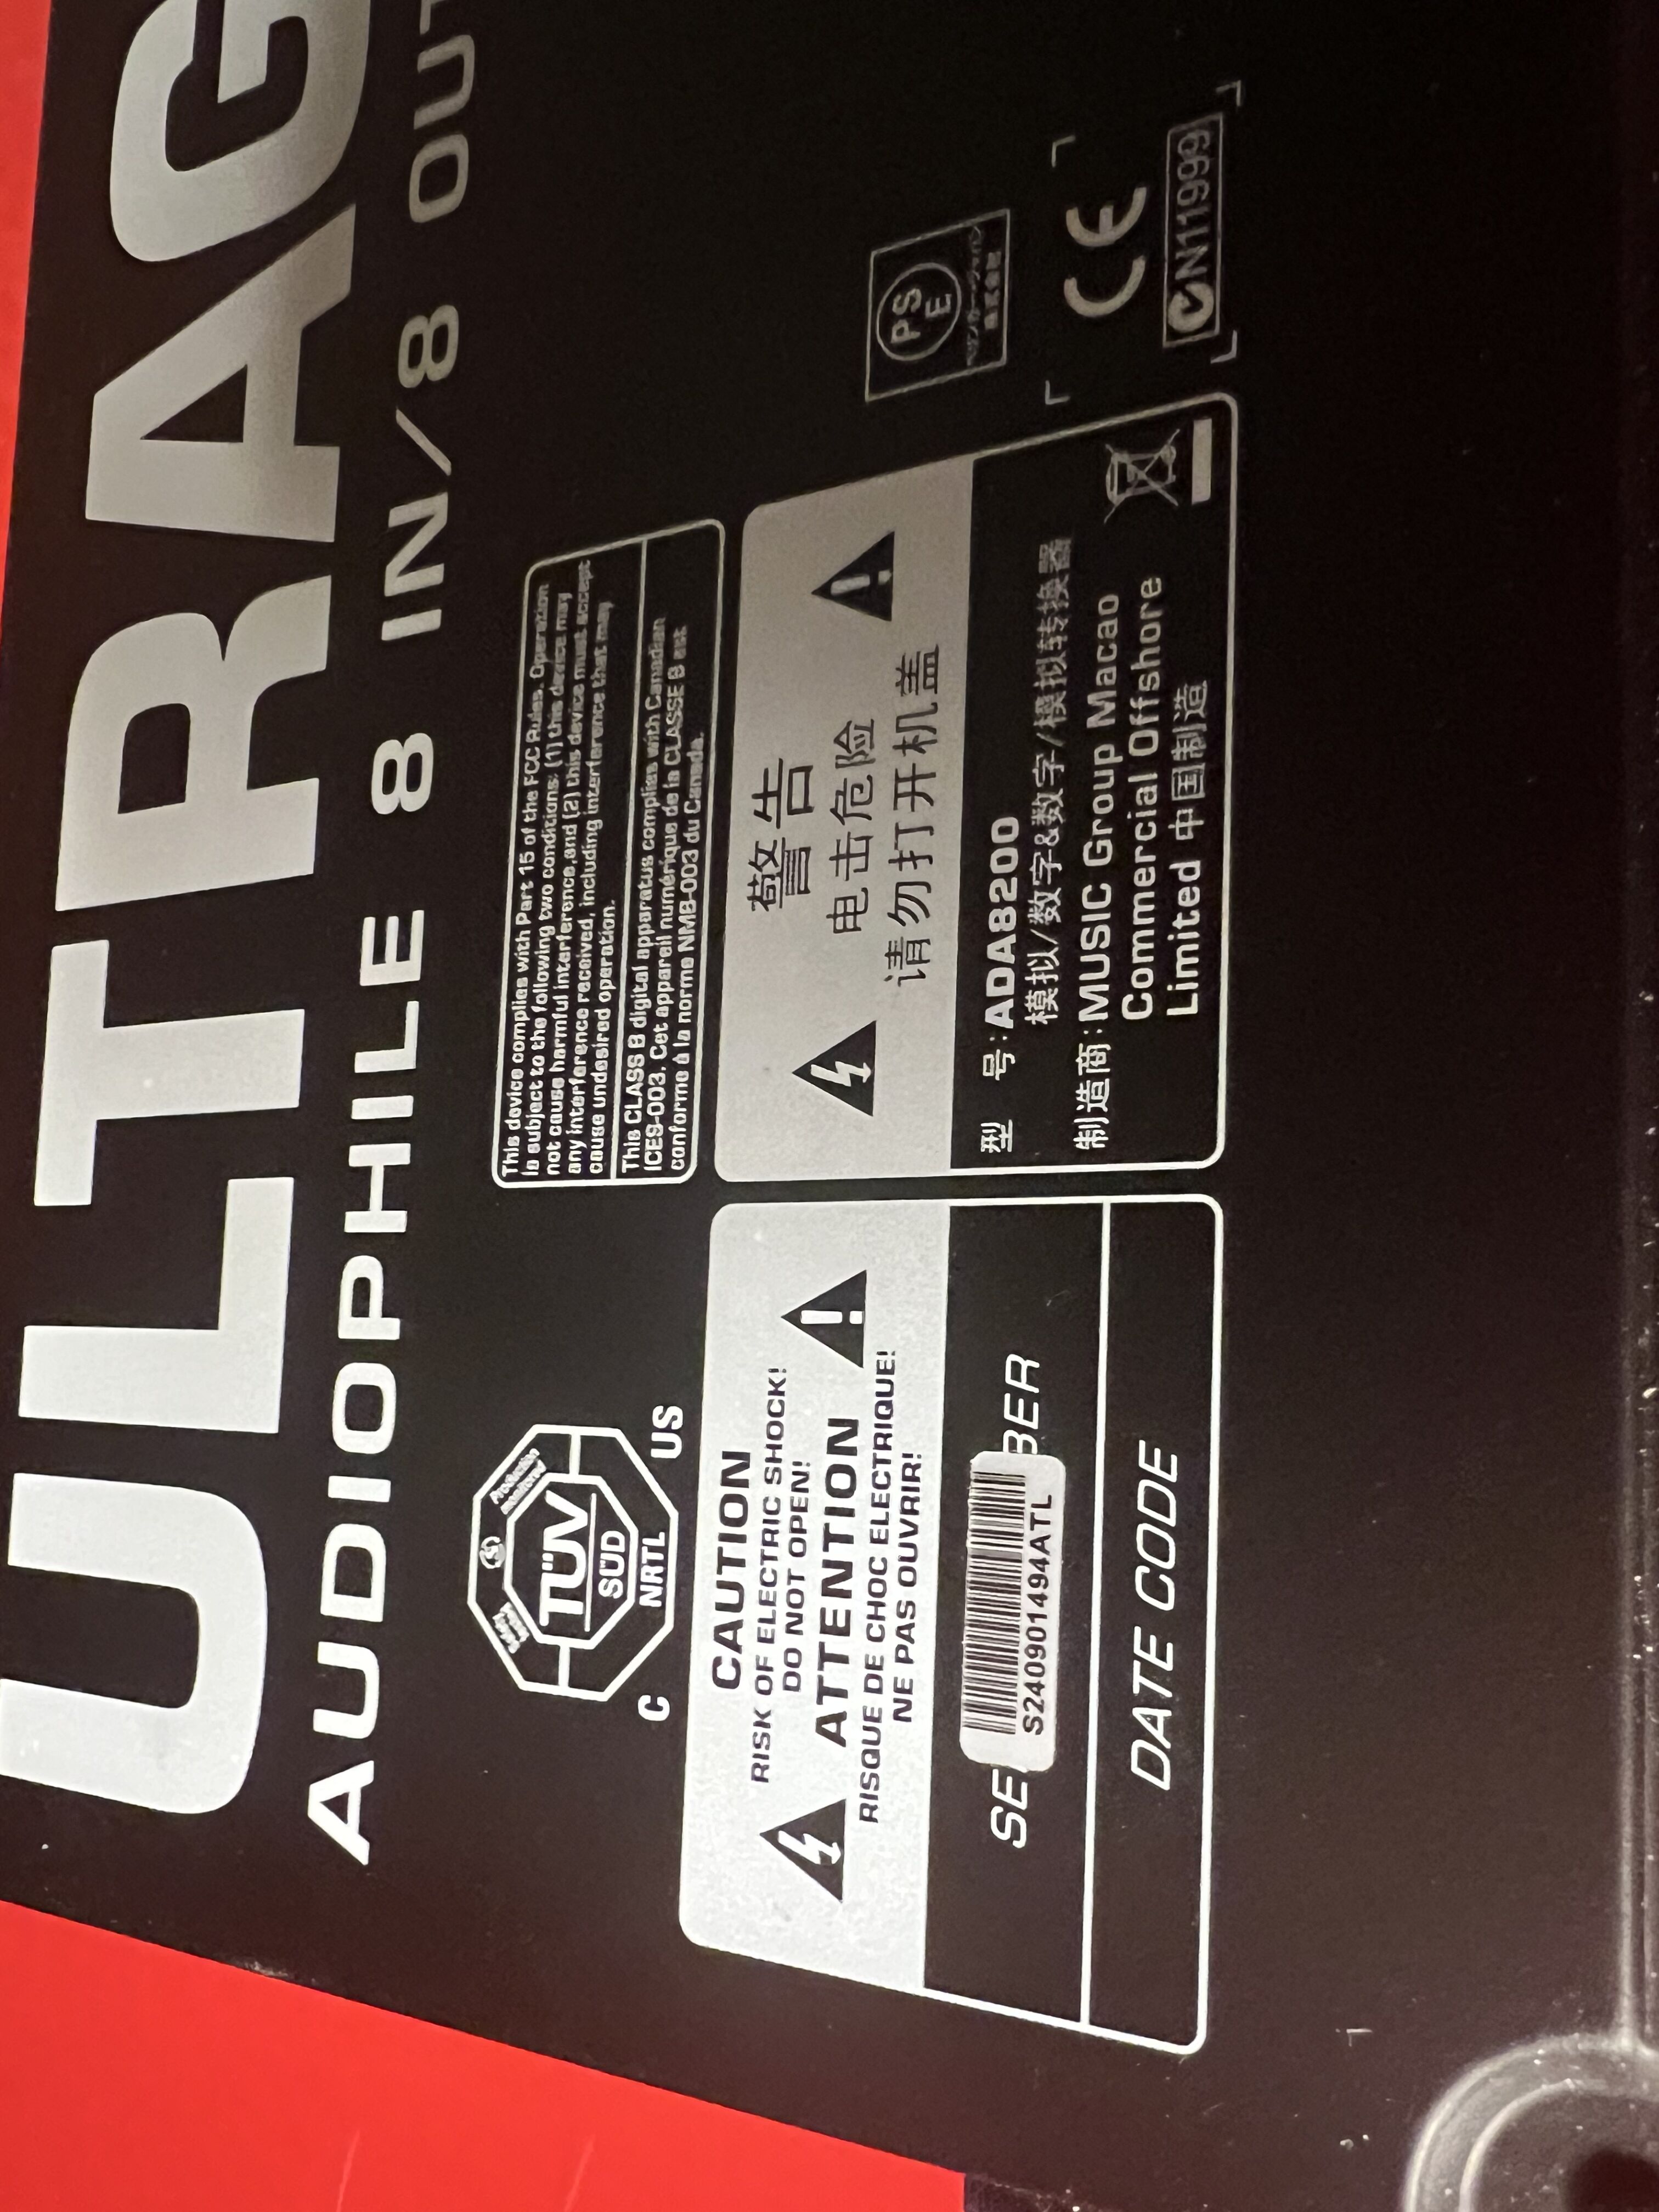 ULTRAG
AUDIOPHILE 8 IN/8 OUT
TÜV
SÜD
C NRTL US
This device complies with Part 15 of the FCC Rules. Operation
is subject to the following two conditions: (1) this device may
not cause harmful interference, and (2) this device must accept
any interference received, including interference that may
cause undesired operation.
This CLASS B digital apparatus complies with Canadian
ICES-003. Cet appareil numérique de la CLASSE B est
conforme à la norme NMB-003 du Canada.
CAUTION
RISK OF ELECTRIC SHOCK!
DO NOT OPEN!
ATTENTION
RISQUE DE CHOC ELECTRIQUE!
NE PAS OUVRIR!
SE BER
S240901494ATL
DATE CODE
警告
电击危险
请勿打开机盖
型 号:ADA8200
模拟/数字&数字/模拟转换器
制造商:MUSIC Group Macao
Commercial Offshore
Limited 中国制造
PS
E
株式会社
CE
N11999